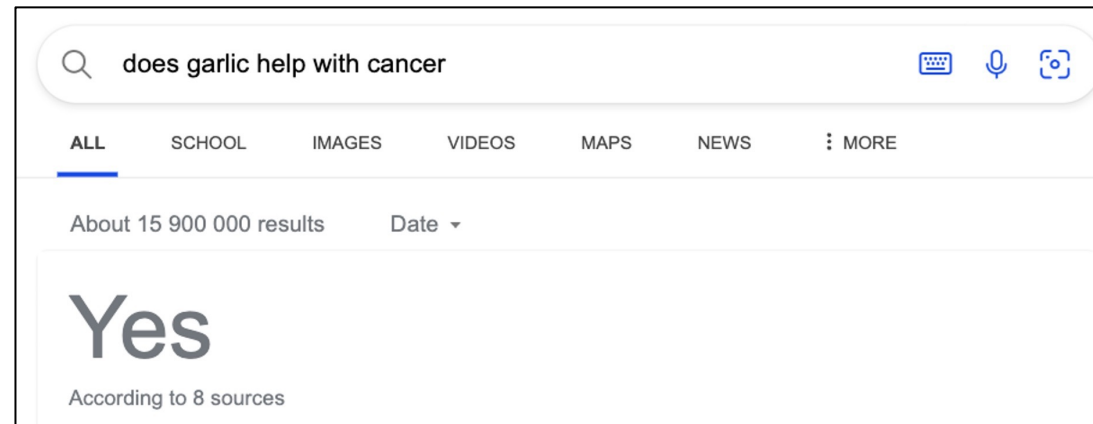 does garlic help with cancer
ALL SCHOOL IMAGES VIDEOS MAPS NEWS MORE
About 15 900 000 results Date
Yes
According to 8 sources